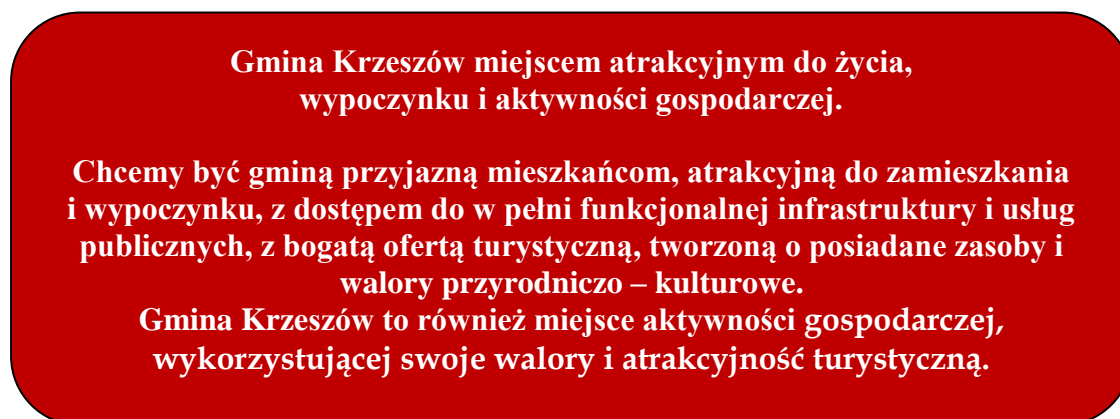 Gmina Krzeszów miejscem atrakcyjnym do życia,
wypoczynku i aktywności gospodarczej.
Chcemy być gminą przyjazną mieszkańcom, atrakcyjną do zamieszkania
i wypoczynku, z dostępem do w pełni funkcjonalnej infrastruktury i usług
publicznych, z bogatą ofertą turystyczną, tworzoną o posiadane zasoby i
walory przyrodniczo – kulturowe.
Gmina Krzeszów to również miejsce aktywności gospodarczej,
wykorzystującej swoje walory i atrakcyjność turystyczną.